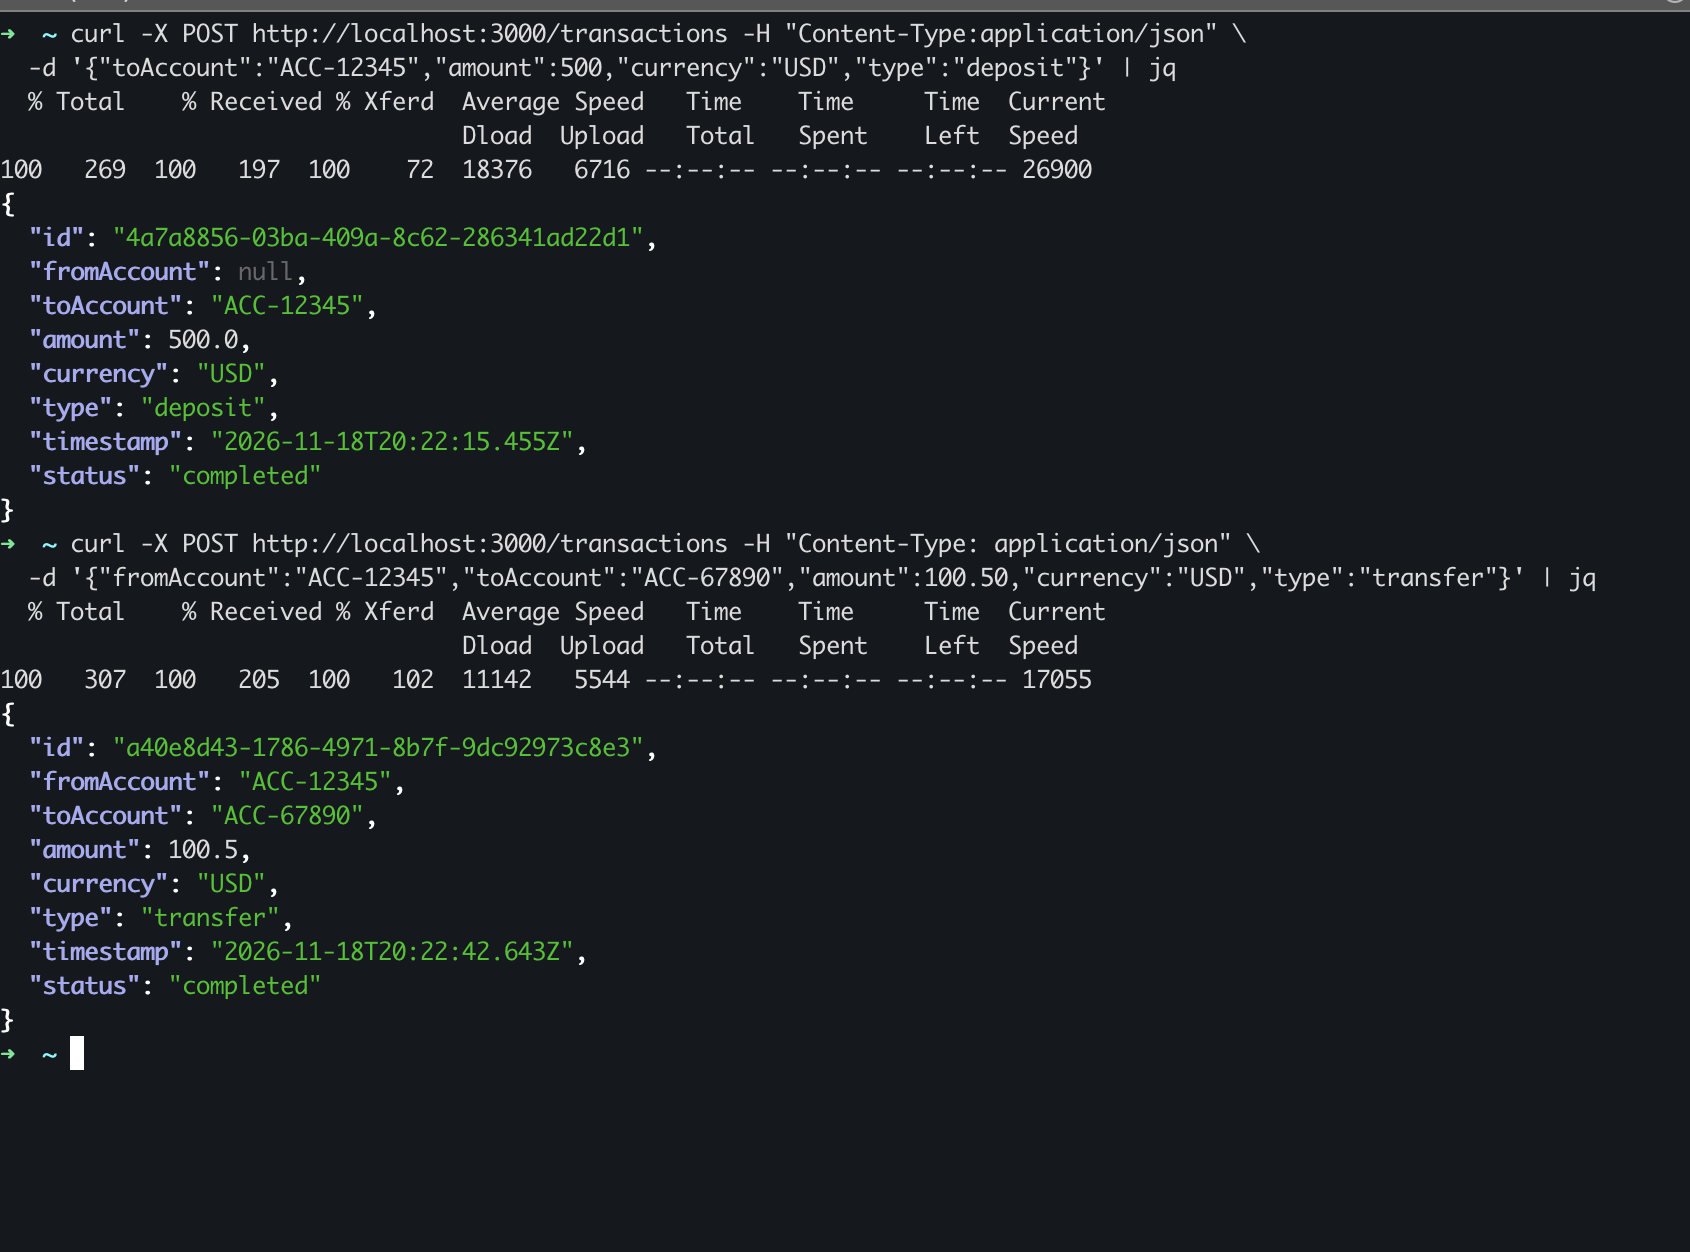 ➜  ~ curl -X POST http://localhost:3000/transactions -H "Content-Type:application/json" \
  -d '{"toAccount":"ACC-12345","amount":500,"currency":"USD","type":"deposit"}' | jq
  % Total    % Received % Xferd  Average Speed   Time    Time     Time  Current
                                 Dload  Upload   Total   Spent    Left  Speed
100   269  100   197  100    72  18376   6716 --:--:-- --:--:-- --:--:-- 26900
{
  "id": "4a7a8856-03ba-409a-8c62-286341ad22d1",
  "fromAccount": null,
  "toAccount": "ACC-12345",
  "amount": 500.0,
  "currency": "USD",
  "type": "deposit",
  "timestamp": "2026-11-18T20:22:15.455Z",
  "status": "completed"
}
➜  ~ curl -X POST http://localhost:3000/transactions -H "Content-Type: application/json" \
  -d '{"fromAccount":"ACC-12345","toAccount":"ACC-67890","amount":100.50,"currency":"USD","type":"transfer"}' | jq
  % Total    % Received % Xferd  Average Speed   Time    Time     Time  Current
                                 Dload  Upload   Total   Spent    Left  Speed
100   307  100   205  100   102  11142   5544 --:--:-- --:--:-- --:--:-- 17055
{
  "id": "a40e8d43-1786-4971-8b7f-9dc92973c8e3",
  "fromAccount": "ACC-12345",
  "toAccount": "ACC-67890",
  "amount": 100.5,
  "currency": "USD",
  "type": "transfer",
  "timestamp": "2026-11-18T20:22:42.643Z",
  "status": "completed"
}
➜  ~